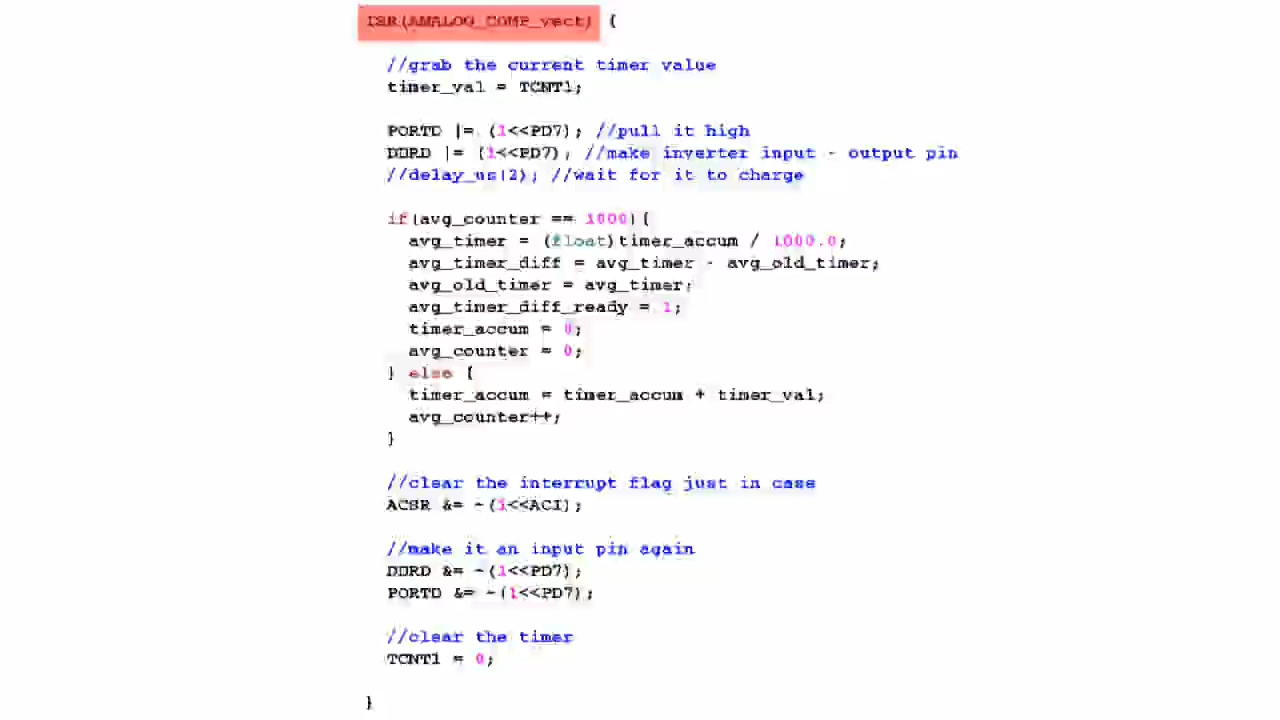 ISR(ANALOG_COMP_vect) {
//grab the current timer value
timer_val = TCNT1;
PORTD |= (1<<PD7); //pull it high
DDRD |= (1<<PD7); //make inverter input - output pin
//delay_us(2); //wait for it to charge
if(avg_counter == 1000){
avg_timer = (float)timer_accum / 1000.0;
avg_timer_diff = avg_timer - avg_old_timer;
avg_old_timer = avg_timer;
avg_timer_diff_ready = 1;
timer_accum = 0;
avg_counter = 0;
} else {
timer_accum = timer_accum + timer_val;
avg_counter++;
}
//clear the interrupt flag just in case
ACSR &= ~(1<<ACI);
//make it an input pin again
DDRD &= ~(1<<PD7);
PORTD &= ~(1<<PD7);
//clear the timer
TCNT1 = 0;
}